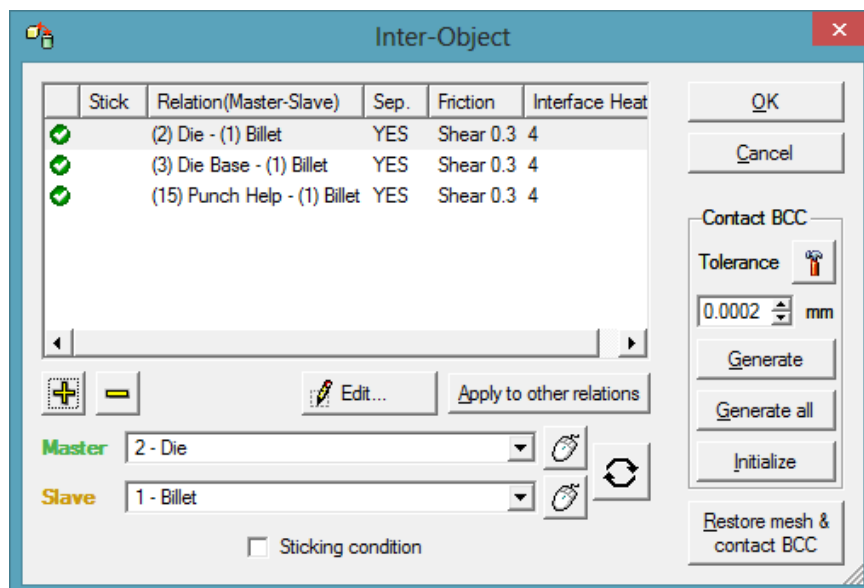 Inter-Object
Stick Relation(Master-Slave) Sep. Friction Interface Heat
(2) Die - (1) Billet YES Shear 0.3 4
(3) Die Base - (1) Billet YES Shear 0.3 4
(15) Punch Help - (1) Billet YES Shear 0.3 4
Edit... Apply to other relations
Master 2 - Die
Slave 1 - Billet
Sticking condition
OK
Cancel
Contact BCC
Tolerance
0.0002 mm
Generate
Generate all
Initialize
Restore mesh &
contact BCC